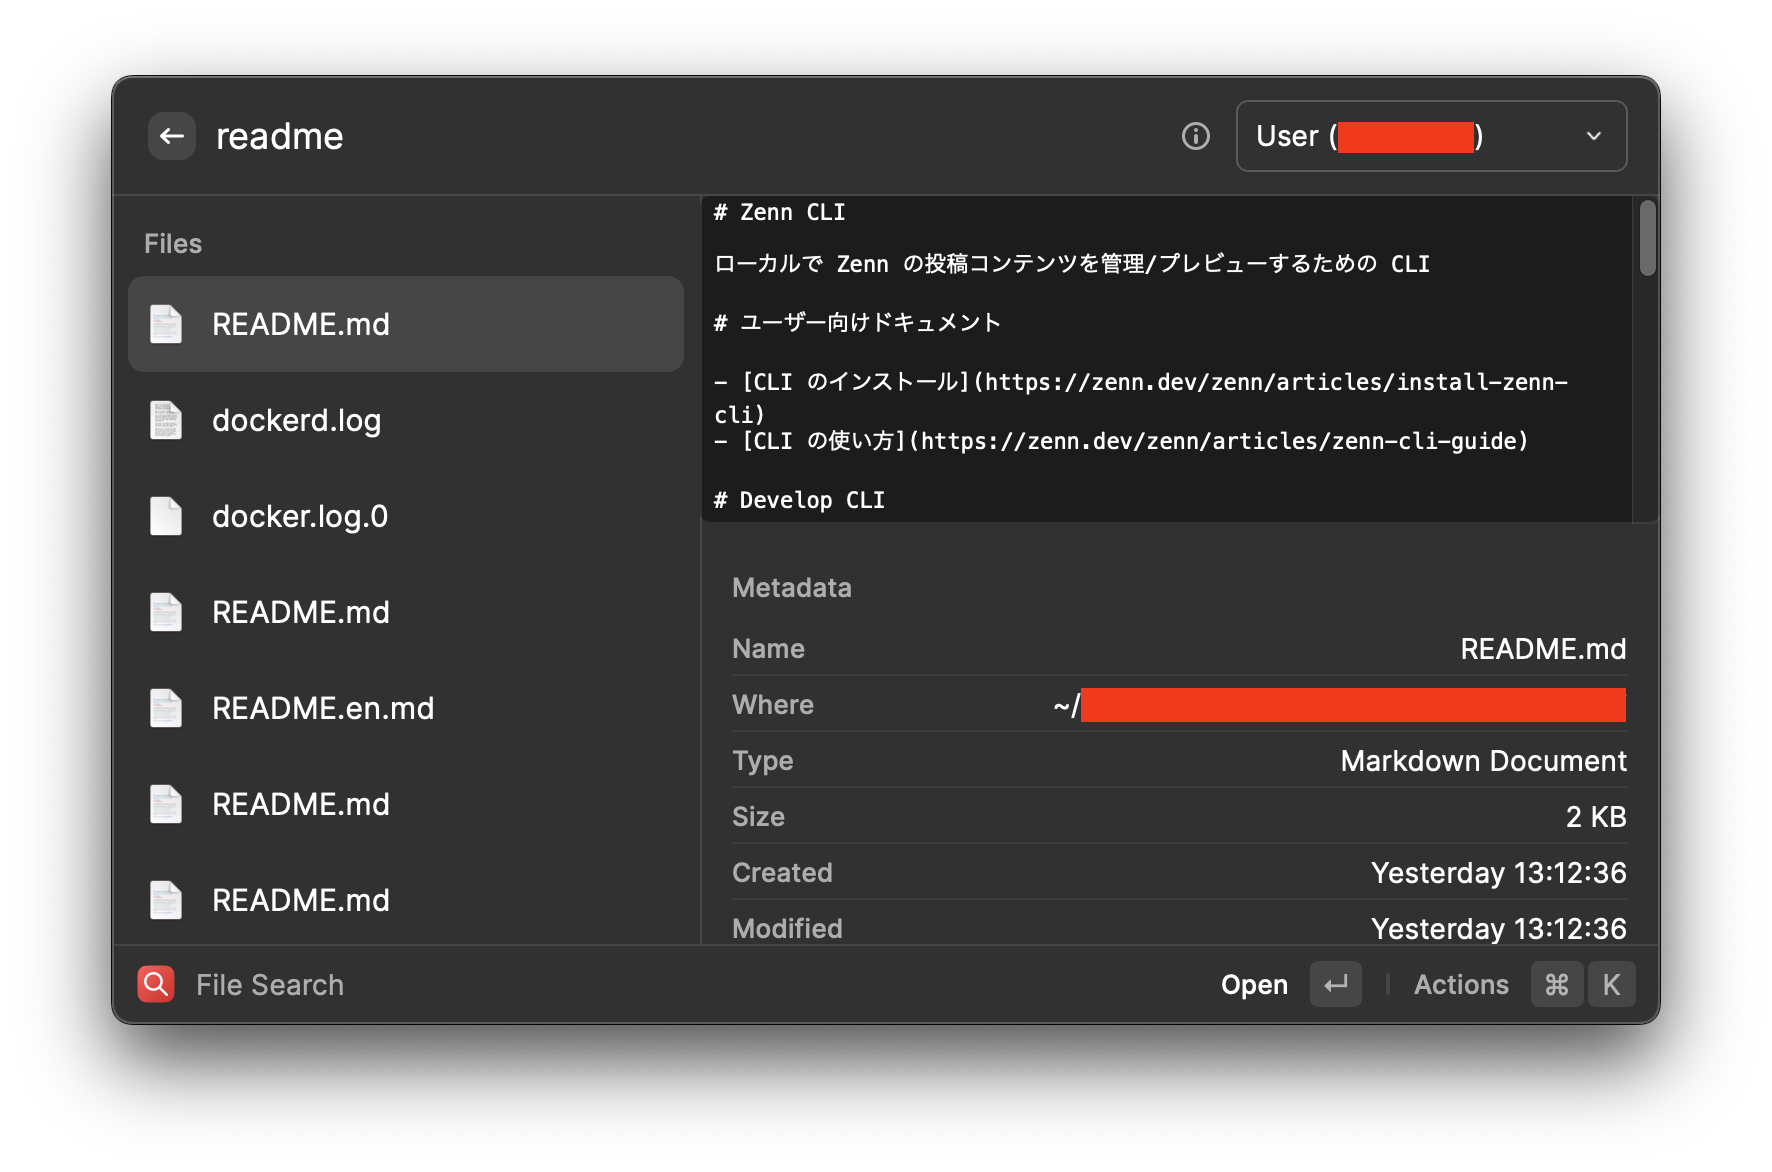 readme
User (
)
Files
README.md
dockerd.log
docker.log.0
README.md
README.en.md
README.md
README.md
# Zenn CLI
ローカルで Zenn の投稿コンテンツを管理/プレビューするための CLI
# ユーザー向けドキュメント
- [CLI のインストール](https://zenn.dev/zenn/articles/install-zenn-
cli)
- [CLI の使い方](https://zenn.dev/zenn/articles/zenn-cli-guide)
# Develop CLI
Metadata
Name README.md
Where ~/
Type Markdown Document
Size 2 KB
Created Yesterday 13:12:36
Modified Yesterday 13:12:36
File Search
Open ↵ Actions ⌘ K